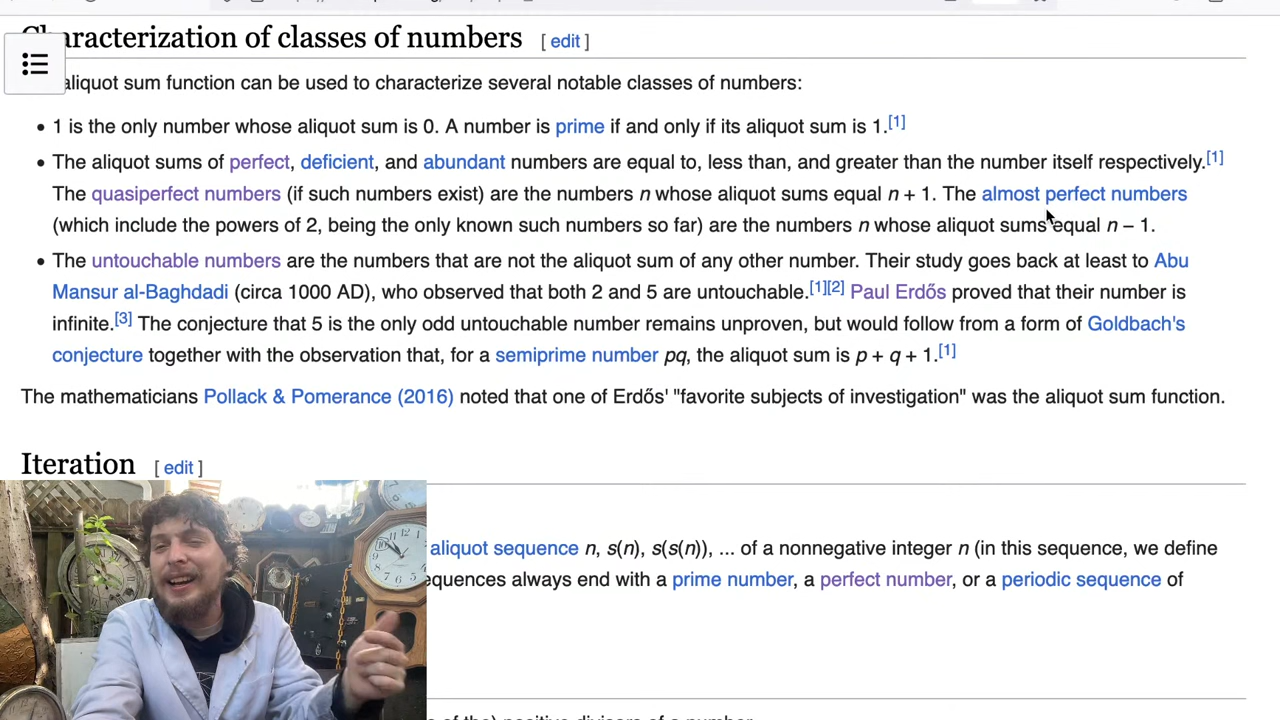 Characterization of classes of numbers [ edit ]
aliquot sum function can be used to characterize several notable classes of numbers:
• 1 is the only number whose aliquot sum is 0. A number is prime if and only if its aliquot sum is 1.[1]
• The aliquot sums of perfect, deficient, and abundant numbers are equal to, less than, and greater than the number itself respectively.[1]
The quasiperfect numbers (if such numbers exist) are the numbers n whose aliquot sums equal n + 1. The almost perfect numbers
(which include the powers of 2, being the only known such numbers so far) are the numbers n whose aliquot sums equal n − 1.
• The untouchable numbers are the numbers that are not the aliquot sum of any other number. Their study goes back at least to Abu
Mansur al-Baghdadi (circa 1000 AD), who observed that both 2 and 5 are untouchable.[1][2] Paul Erdős proved that their number is
infinite.[3] The conjecture that 5 is the only odd untouchable number remains unproven, but would follow from a form of Goldbach's
conjecture together with the observation that, for a semiprime number pq, the aliquot sum is p + q + 1.[1]
The mathematicians Pollack & Pomerance (2016) noted that one of Erdős' "favorite subjects of investigation" was the aliquot sum function.
Iteration [ edit ]
aliquot sequence n, s(n), s(s(n)), ... of a nonnegative integer n (in this sequence, we define
sequences always end with a prime number, a perfect number, or a periodic sequence of
of the) positive divisors of a number